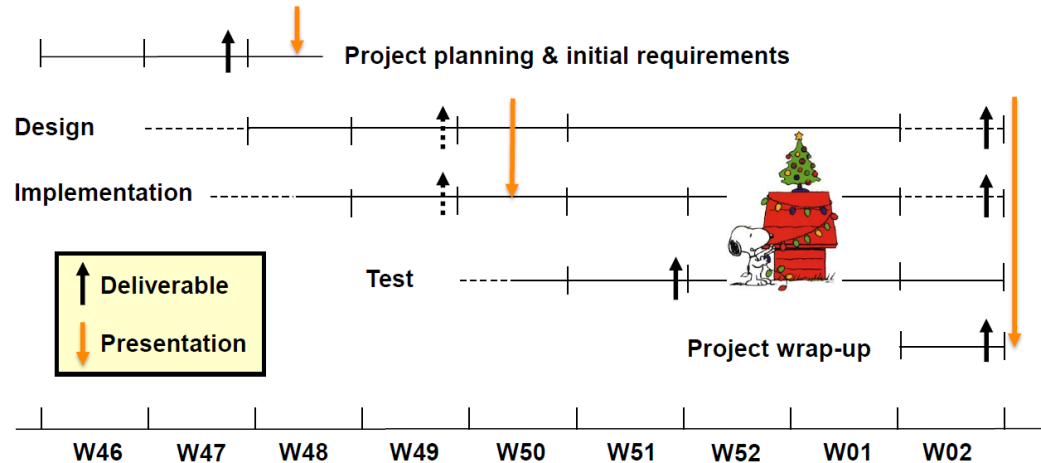 Project planning & initial requirements
Design
Implementation
Test
Deliverable
Presentation
Project wrap-up
W46 W47 W48 W49 W50 W51 W52 W01 W02